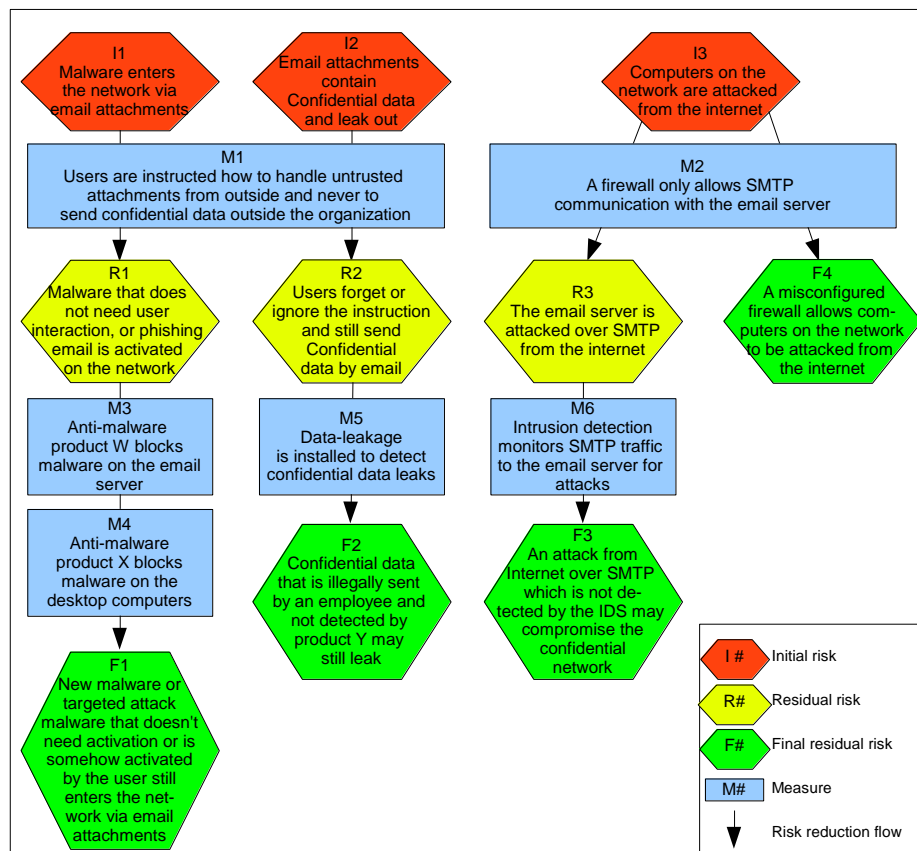 I1
Malware enters
the network via
email attachments
I2
Email attachments
contain
Confidential data
and leak out
I3
Computers on the
network are attacked
from the internet
M1
Users are instructed how to handle untrusted
attachments from outside and never to
send confidential data outside the organization
M2
A firewall only allows SMTP
communication with the email server
R1
Malware that does
not need user
interaction, or phishing
email is activated
on the network
R2
Users forget or
ignore the instruction
and still send
Confidential
data by email
R3
The email server is
attacked over SMTP
from the internet
F4
A misconfigured
firewall allows com-
puters on the network
to be attacked from
the internet
M3
Anti-malware
product W blocks
malware on the email
server
M5
Data-leakage
is installed to detect
confidential data leaks
M6
Intrusion detection
monitors SMTP traffic
to the email server for
attacks
M4
Anti-malware
product X blocks
malware on the
desktop computers
F2
Confidential data
that is illegally sent
by an employee and
not detected by
product Y may
still leak
F3
An attack from
Internet over SMTP
which is not de-
tected by the IDS may
compromise the
confidential
network
F1
New malware or
targeted attack
malware that doesn't
need activation or is
somehow activated
by the user still
enters the net-
work via email
attachments
I # Initial risk
R# Residual risk
F# Final residual risk
M# Measure
Risk reduction flow